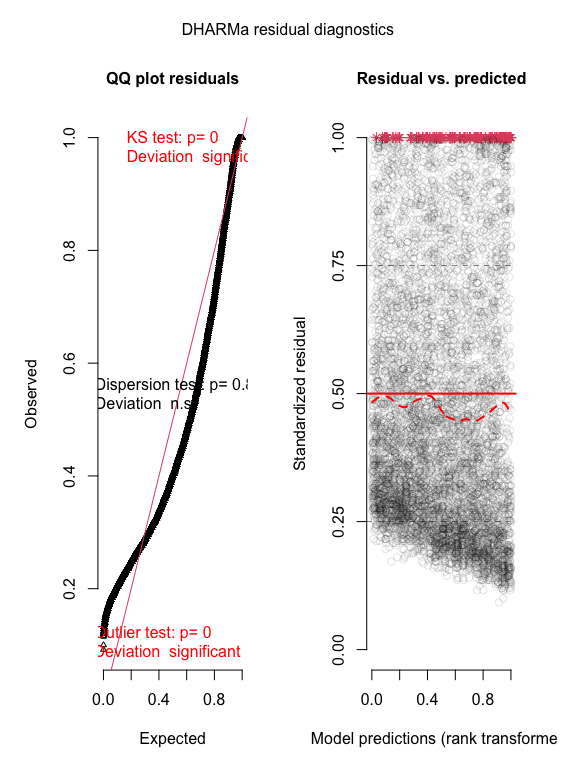 DHARMa residual diagnostics
QQ plot residuals
KS test: p= 0
Deviation signific
Dispersion test: p= 0.8
Deviation n.s
Outlier test: p= 0
Deviation significant
Observed
0.2
0.4
0.6
0.8
1.0
0.0
0.4
0.8
Expected
Residual vs. predicted
Standardized residual
0.00
0.25
0.50
0.75
1.00
0.0
0.4
0.8
Model predictions (rank transforme